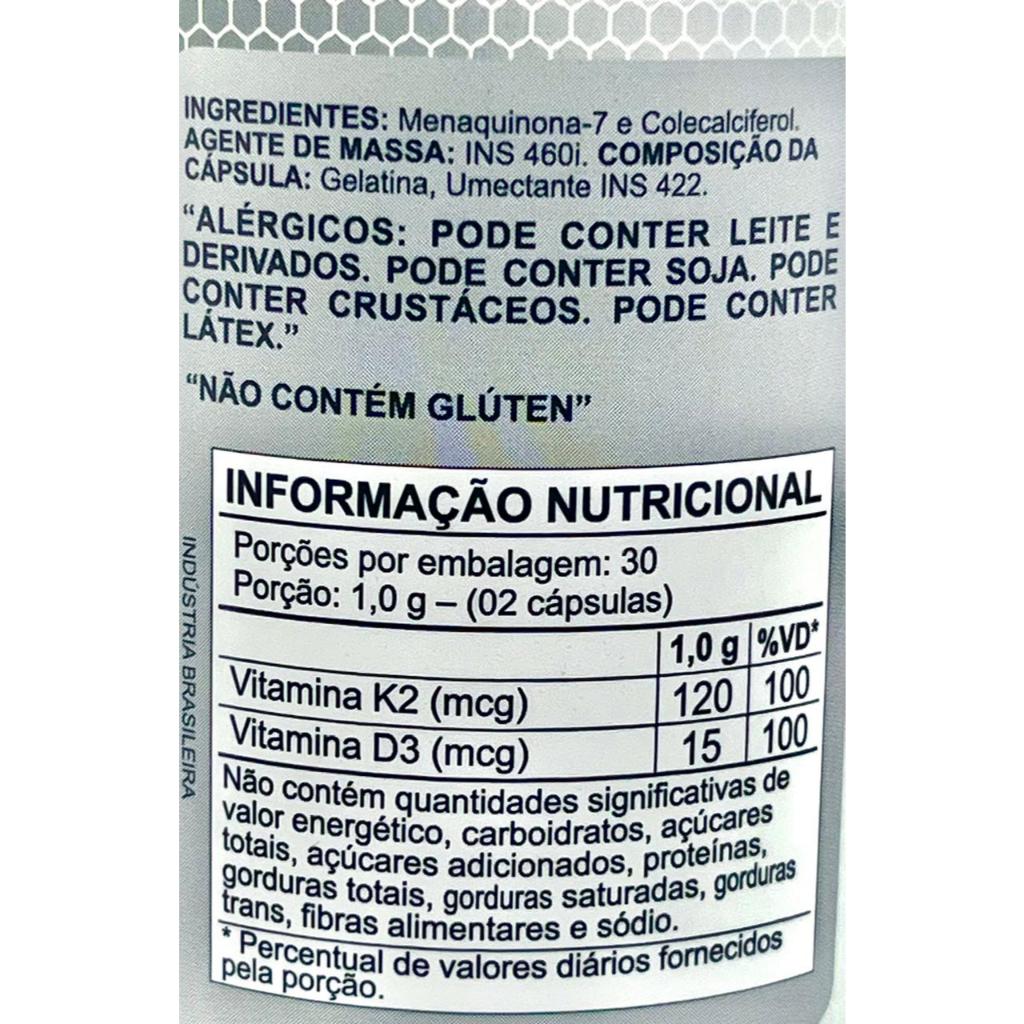 INGREDIENTES: Menaquinona-7 e Colecalciferol.
AGENTE DE MASSA: INS 460i. COMPOSIÇÃO DA
CÁPSULA: Gelatina, Umectante INS 422.
“ALÉRGICOS: PODE CONTER LEITE E
DERIVADOS. PODE CONTER SOJA. PODE
CONTER CRUSTÁCEOS. PODE CONTER
LÁTEX.”
“NÃO CONTÉM GLÚTEN”
INDÚSTRIA BRASILEIRA
INFORMAÇÃO NUTRICIONAL
Porções por embalagem: 30
Porção: 1,0 g – (02 cápsulas)
1,0 g %VD*
Vitamina K2 (mcg) 120 100
Vitamina D3 (mcg) 15 100
Não contém quantidades significativas de
valor energético, carboidratos, açúcares
totais, açúcares adicionados, proteínas,
gorduras totais, gorduras saturadas, gorduras
trans, fibras alimentares e sódio.
* Percentual de valores diários fornecidos
pela porção.